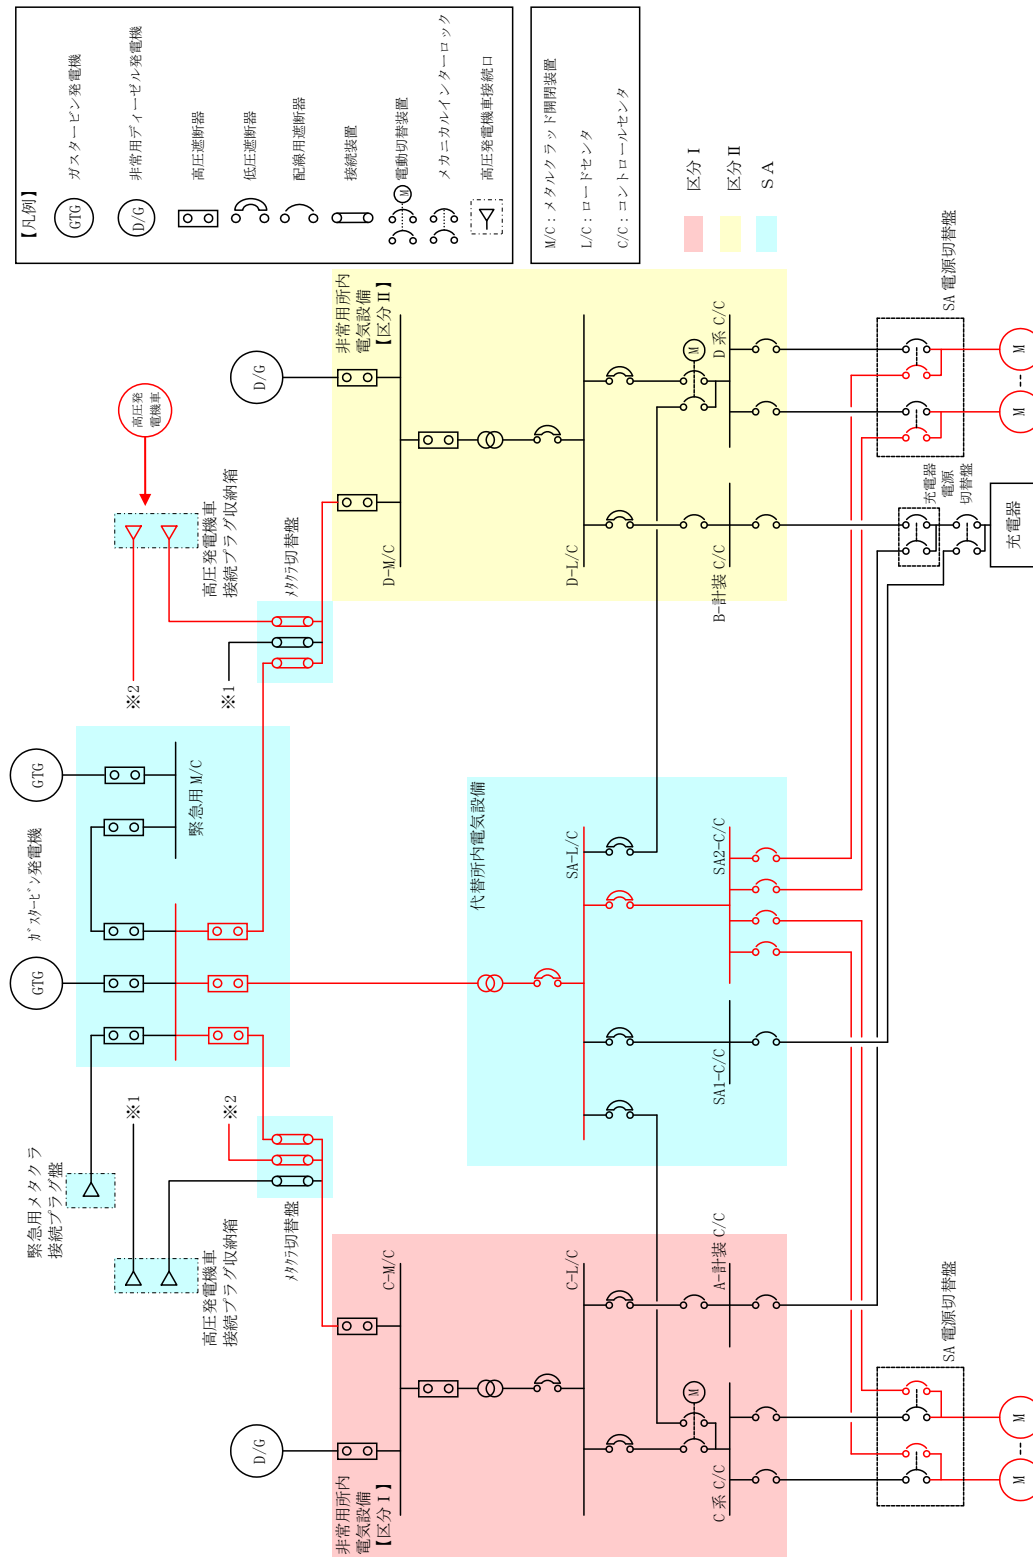 【凡例】
GTG
ガスタービン発電機
D/G
非常用ディーゼル発電機
高圧遮断器
低圧遮断器
配線用遮断器
接続装置
M
電動切替装置
メカニカルインターロック
高圧発電機車接続口
M/C：メタルクラッド開閉装置
L/C：ロードセンタ
C/C：コントロールセンタ
区分Ⅰ
区分Ⅱ
SA
緊急用メタクラ
接続プラグ盤
GTG
ｶﾞｽﾀｰﾋﾞﾝ発電機
GTG
緊急用 M/C
高圧発
電機車
高圧発電機車
接続プラグ収納箱
※1
※2
高圧発電機車
接続プラグ収納箱
※2
※1
ﾒﾀｸﾗ切替盤
ﾒﾀｸﾗ切替盤
D/G
D/G
非常用所内
電気設備
【区分Ⅰ】
C-M/C
C-L/C
C系 C/C
A-計装 C/C
M
代替所内電気設備
SA-L/C
SA1-C/C
SA2-C/C
非常用所内
電気設備
【区分Ⅱ】
D-M/C
D-L/C
B-計装 C/C
D系 C/C
M
SA 電源切替盤
M
M
充電器
電源
切替盤
充電器
SA 電源切替盤
M
M